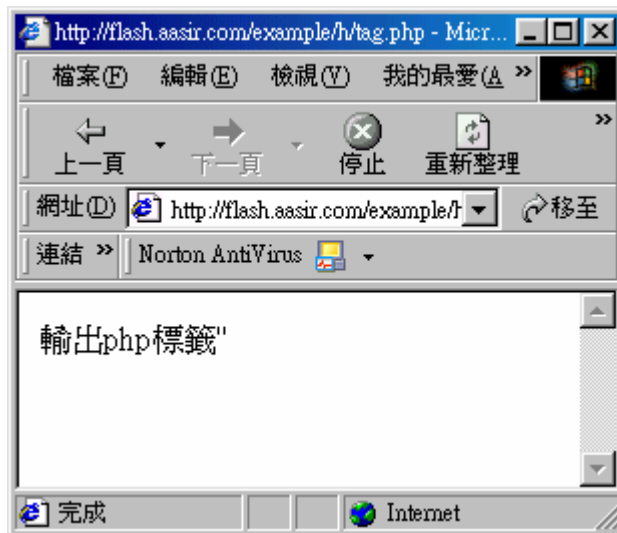 http://flash.aasir.com/example/h/tag.php - Micr...
檔案(F) 編輯(E) 檢視(V) 我的最愛(A »
上一頁 下一頁 停止 重新整理 »
網址(D) http://flash.aasir.com/example/h 移至
連結 » Norton AntiVirus
輸出php標籤"
完成 Internet